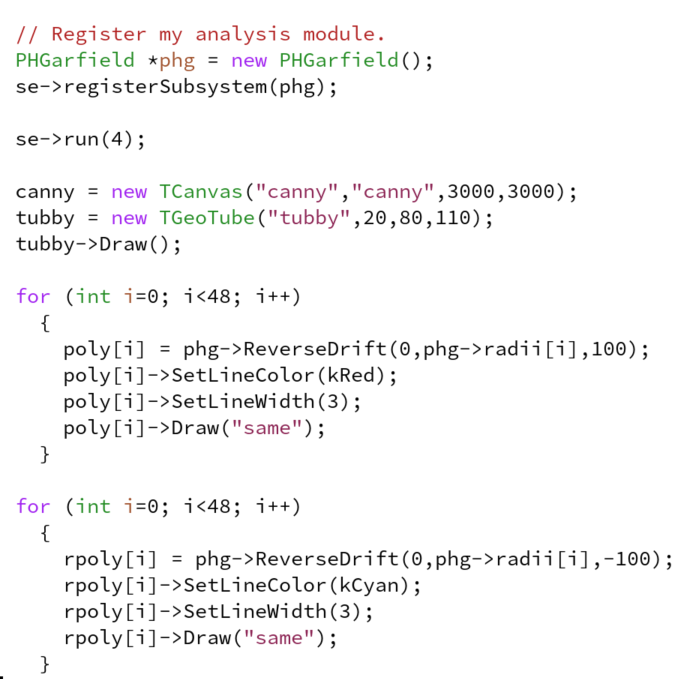 // Register my analysis module.
PHGarfield *phg = new PHGarfield();
se->registerSubsystem(phg);
se->run(4);
canny = new TCanvas("canny","canny",3000,3000);
tubby = new TGeoTube("tubby",20,80,110);
tubby->Draw();
for (int i=0; i<48; i++)
{
poly[i] = phg->ReverseDrift(0,phg->radii[i],100);
poly[i]->SetLineColor(kRed);
poly[i]->SetLineWidth(3);
poly[i]->Draw("same");
}
for (int i=0; i<48; i++)
{
rpoly[i] = phg->ReverseDrift(0,phg->radii[i],-100);
rpoly[i]->SetLineColor(kCyan);
rpoly[i]->SetLineWidth(3);
rpoly[i]->Draw("same");
}